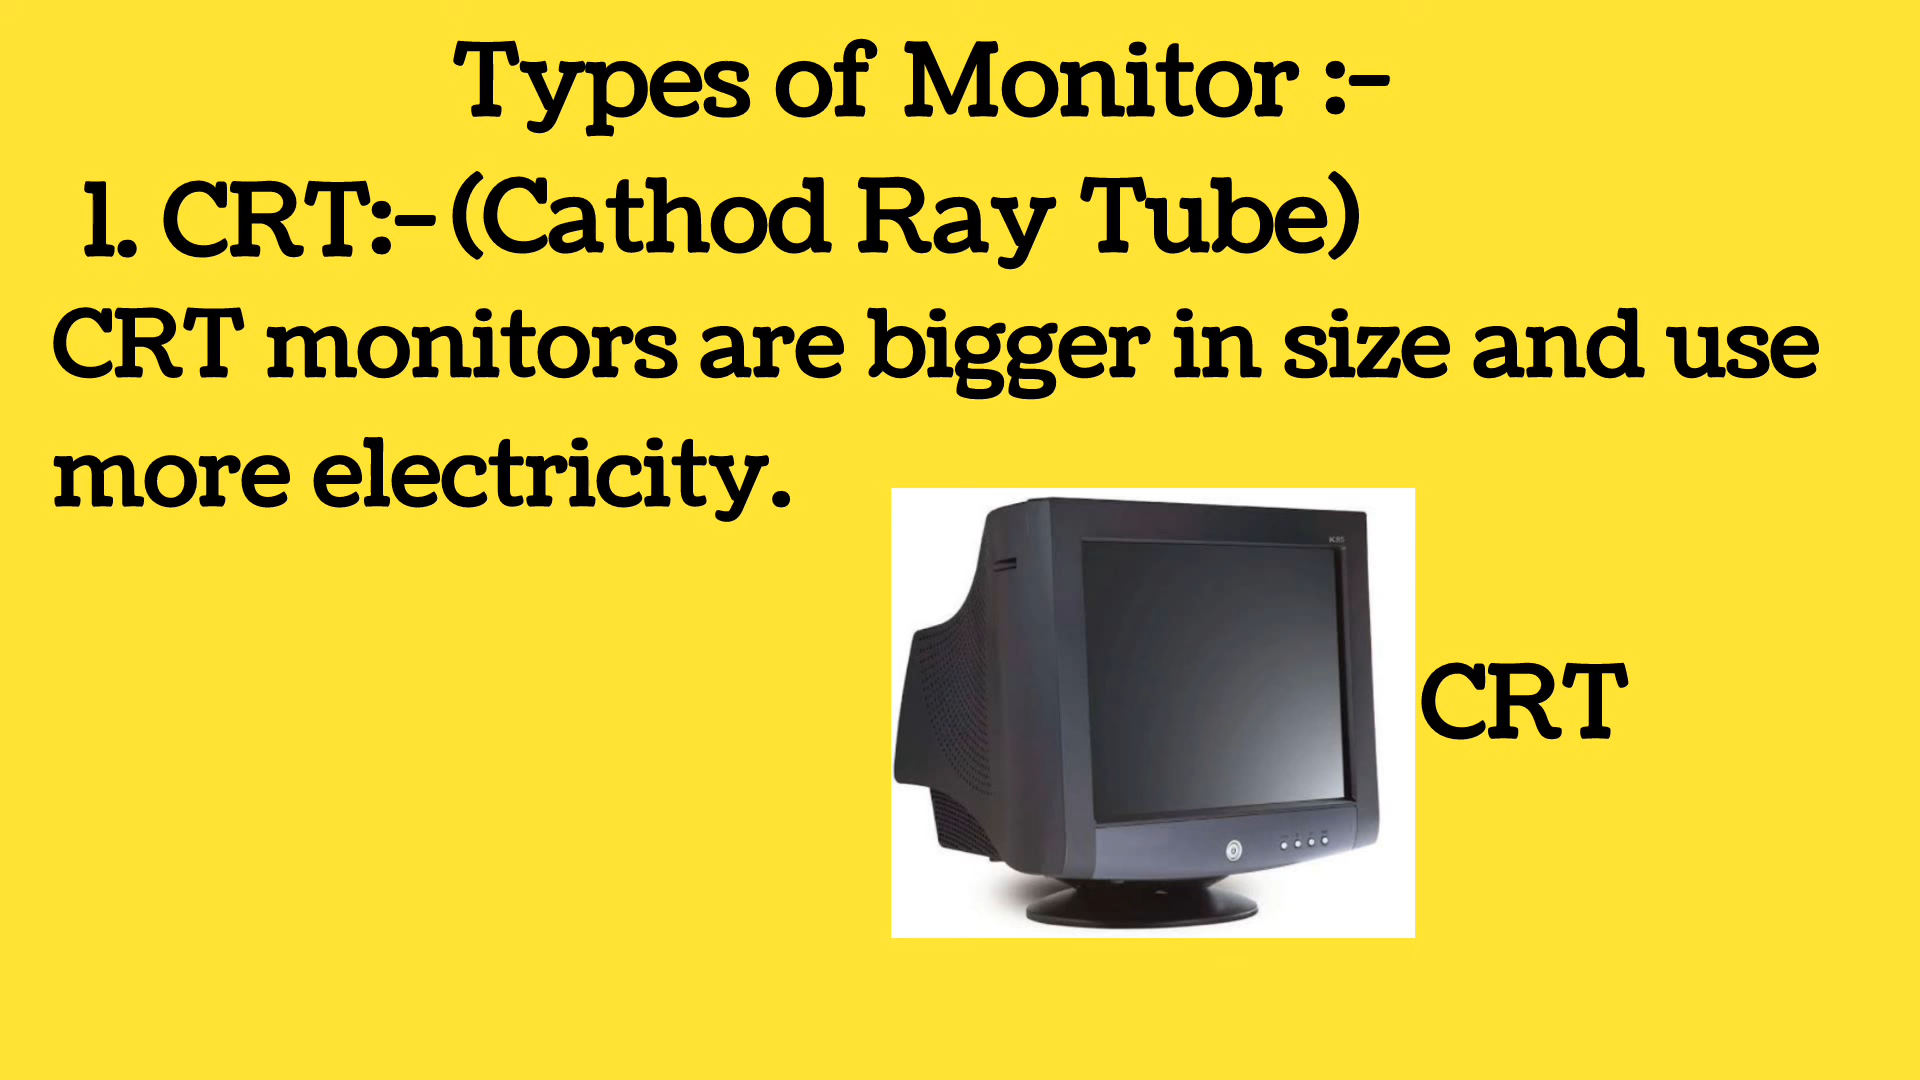 Types of Monitor :-
1. CRT:- (Cathod Ray Tube)
CRT monitors are bigger in size and use
more electricity.
K85
CRT